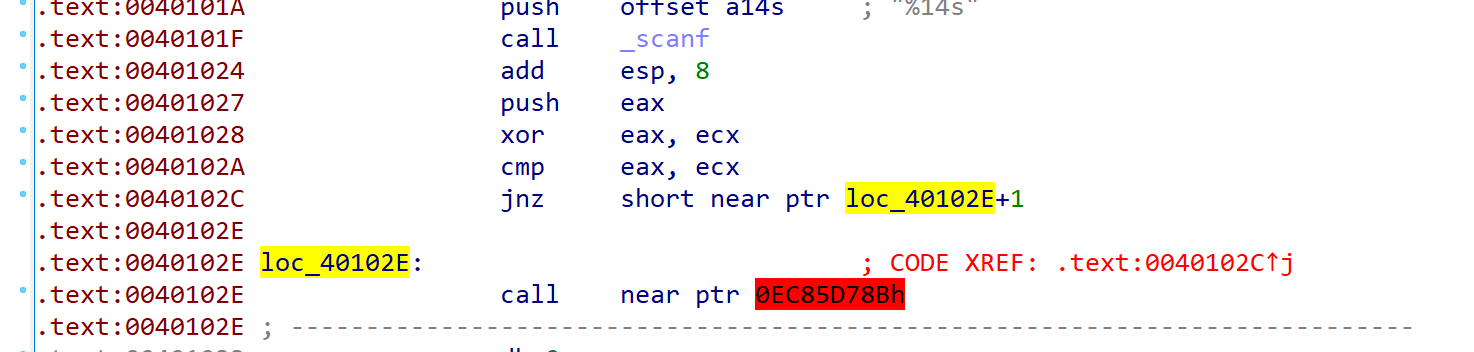 .text:0040101A push offset a14s ; "%14s"
.text:0040101F call _scanf
.text:00401024 add esp, 8
.text:00401027 push eax
.text:00401028 xor eax, ecx
.text:0040102A cmp eax, ecx
.text:0040102C jnz short near ptr loc_40102E+1
.text:0040102E
.text:0040102E loc_40102E: ; CODE XREF: .text:0040102C↑j
.text:0040102E call near ptr 0EC85D78Bh
.text:0040102E ; ---------------------------------------------------------------------------